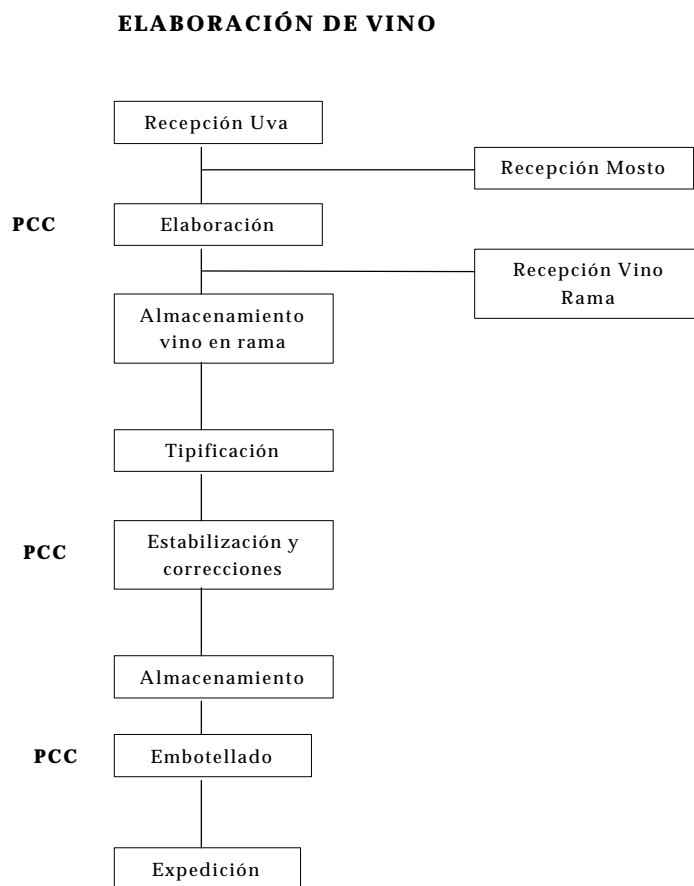 ELABORACIÓN DE VINO
Recepción Uva
Recepción Mosto
PCC
Elaboración
Recepción Vino
Rama
Almacenamiento
vino en rama
Tipificación
PCC
Estabilización y
correcciones
Almacenamiento
PCC
Embotellado
Expedición